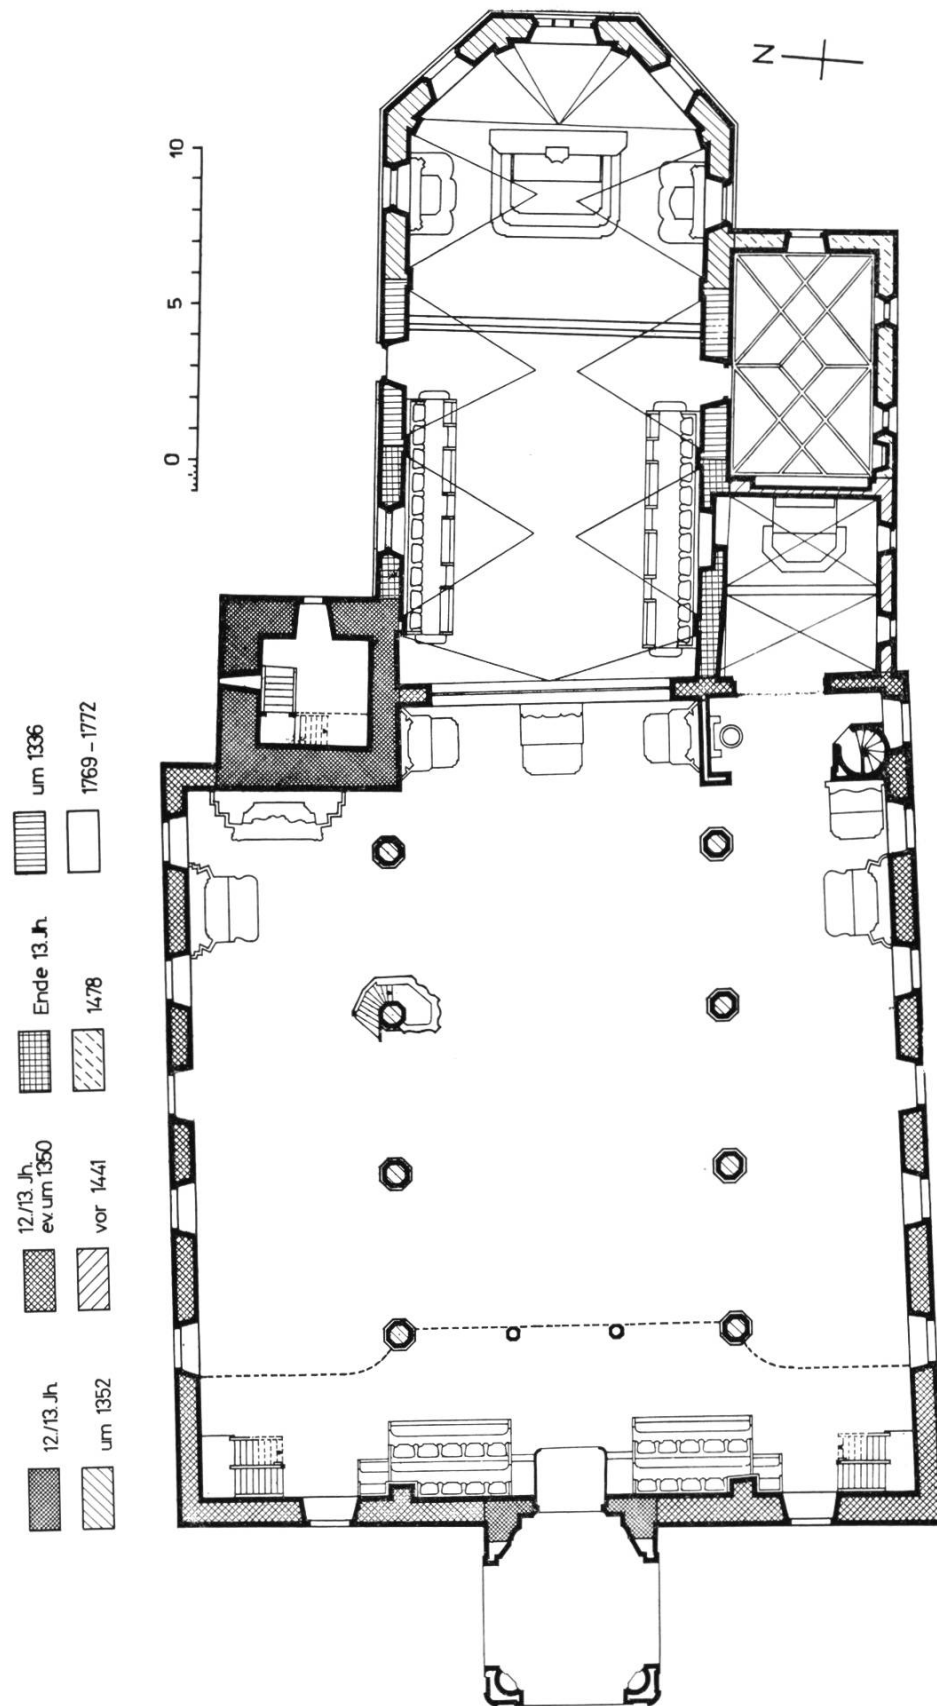 N
10
5
0
12./13. Jh.
12./13. Jh.
ev. um 1350
Ende 13. Jh.
um 1336
um 1352
vor 1441
1478
1769 – 1772